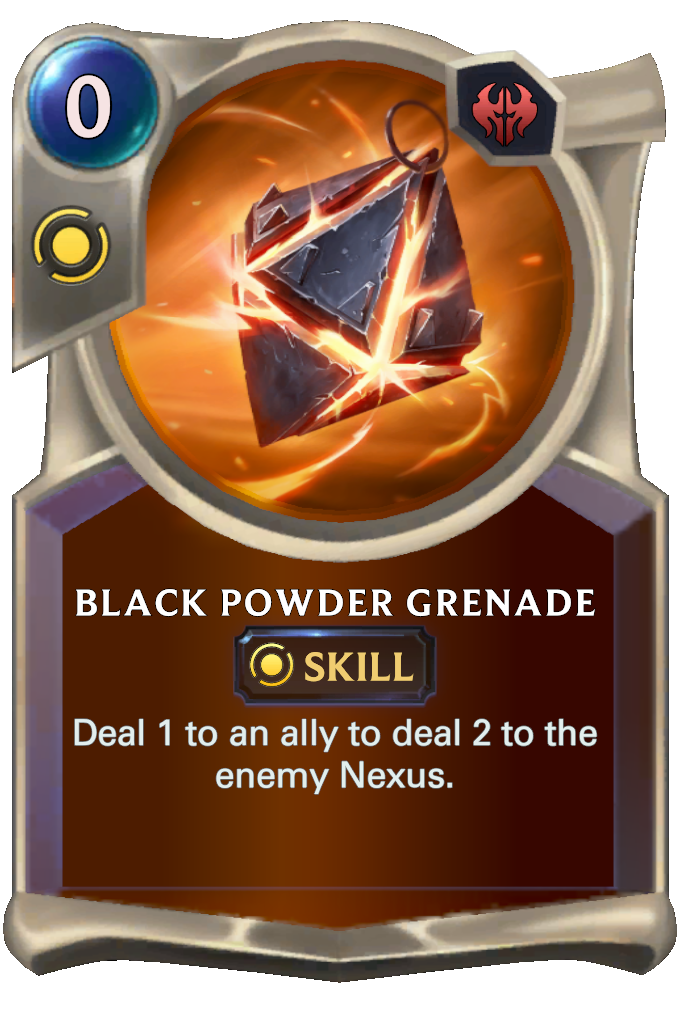 0
BLACK POWDER GRENADE
SKILL
Deal 1 to an ally to deal 2 to the
enemy Nexus.